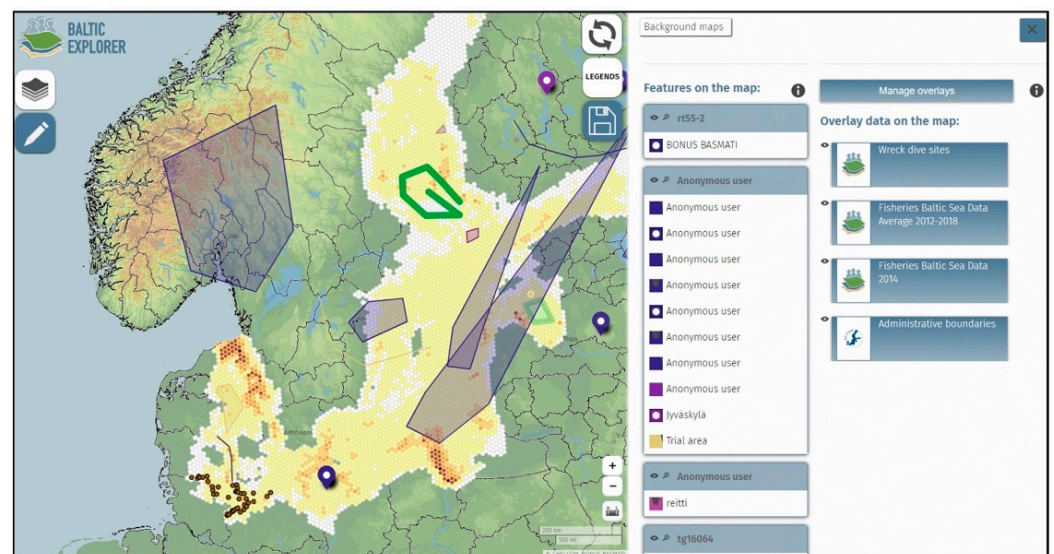 BALTIC
EXPLORER
LEGENDS
200 km
100 mi
Background maps
Features on the map:
rt55-2
BONUS BASMATI
Anonymous user
Anonymous user
Anonymous user
Anonymous user
Anonymous user
Anonymous user
Anonymous user
Anonymous user
Anonymous user
Jyväskylä
Trial area
Anonymous user
reitti
tg16064
Manage overlays
Overlay data on the map:
Wreck dive sites
Fisheries Baltic Sea Data
Average 2012-2018
Fisheries Baltic Sea Data
2014
Administrative boundaries